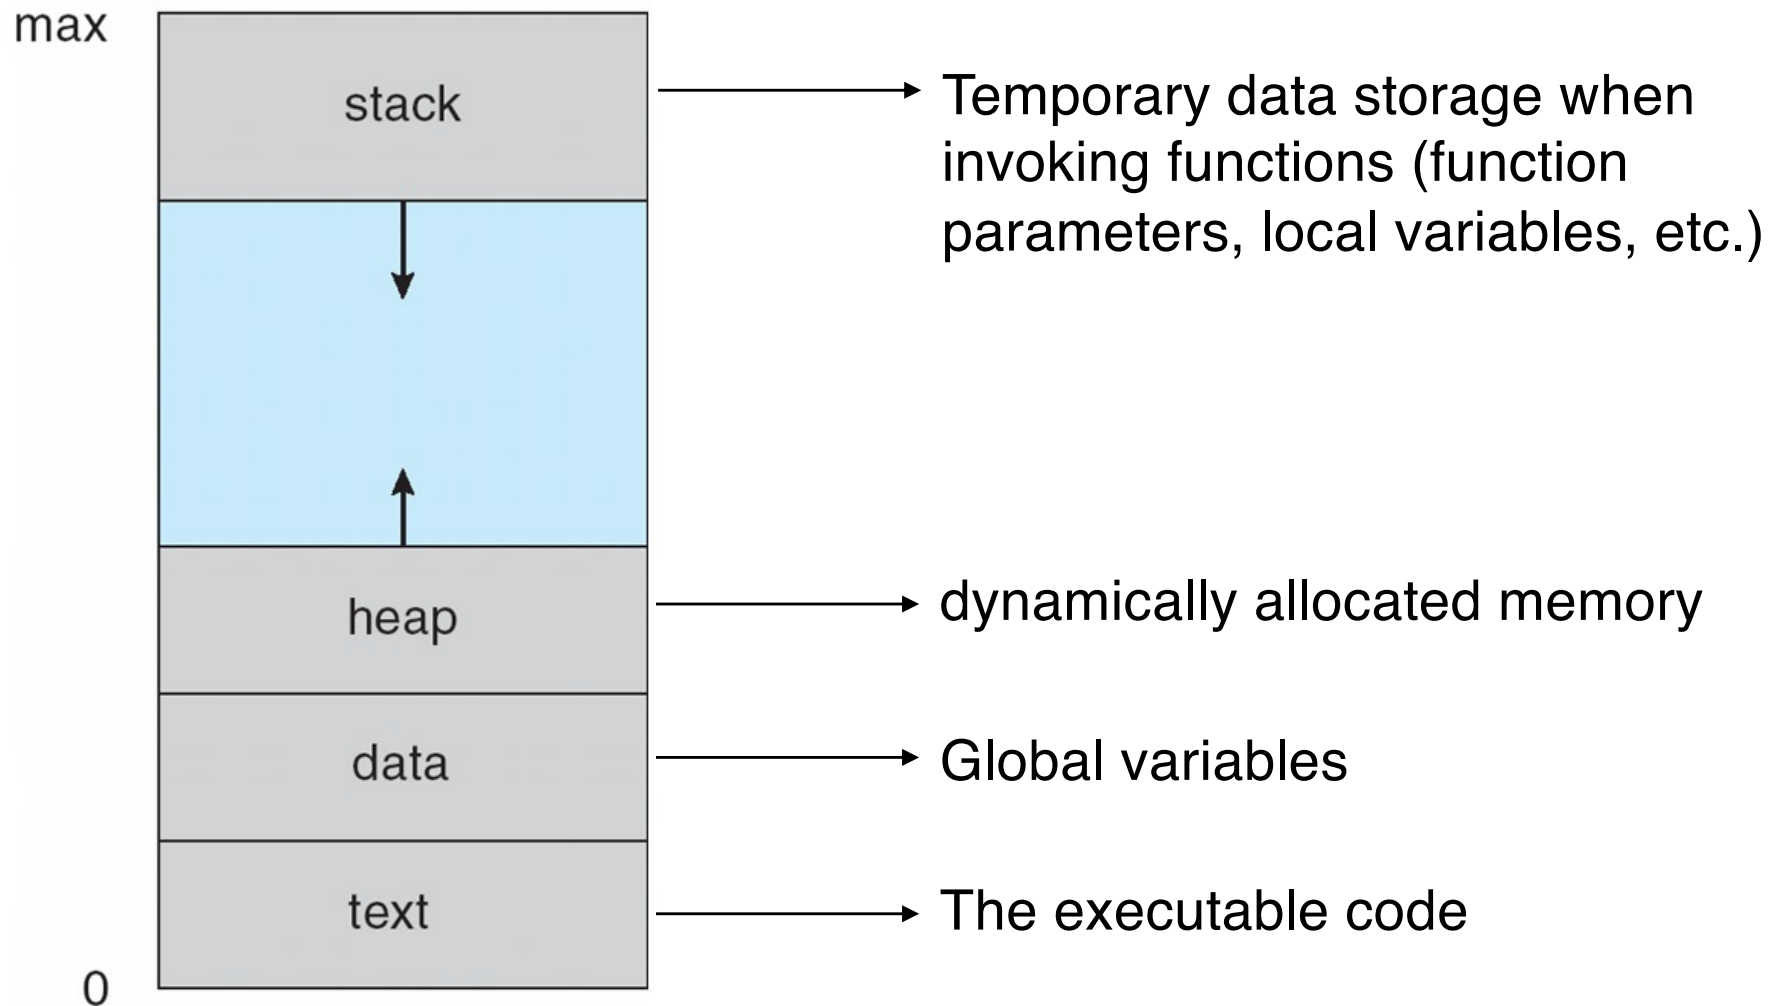 max
stack
Temporary data storage when
invoking functions (function
parameters, local variables, etc.)
heap
dynamically allocated memory
data
Global variables
text
The executable code
0